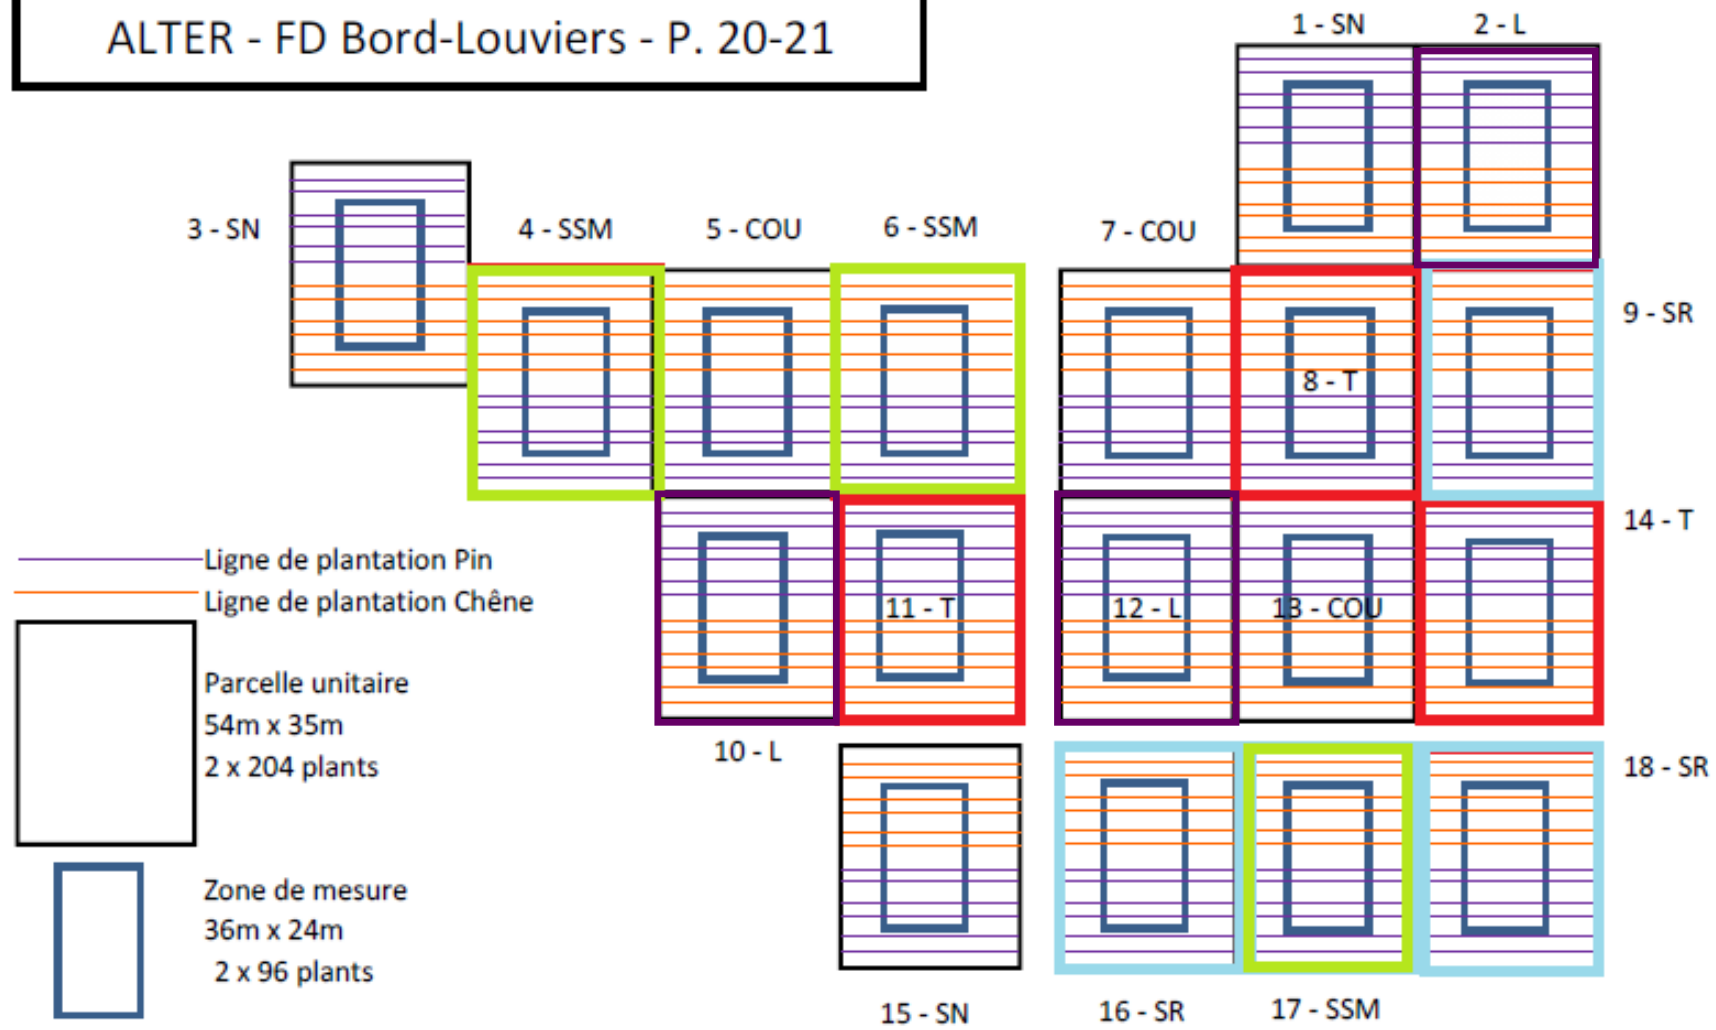 ALTER - FD Bord-Louviers - P. 20-21
1 - SN
2 - L
3 - SN
4 - SSM
5 - COU
6 - SSM
7 - COU
8 - T
9 - SR
10 - L
11 - T
12 - L
13 - COU
14 - T
15 - SN
16 - SR
17 - SSM
18 - SR
Ligne de plantation Pin
Ligne de plantation Chêne
Parcelle unitaire
54m x 35m
2 x 204 plants
Zone de mesure
36m x 24m
2 x 96 plants